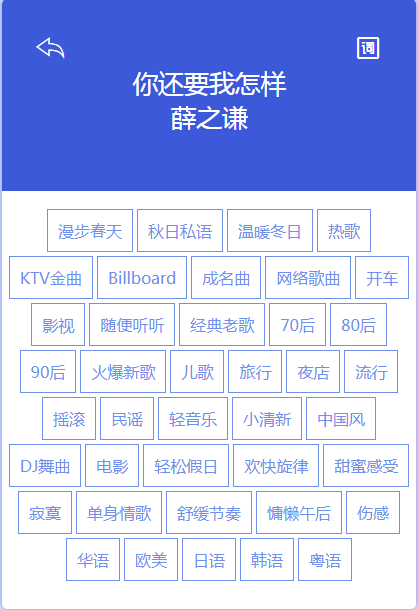 词
你还要我怎样
薛之谦
漫步春天 秋日私语 温暖冬日 热歌
KTV金曲 Billboard 成名曲 网络歌曲 开车
影视 随便听听 经典老歌 70后 80后
90后 火爆新歌 儿歌 旅行 夜店 流行
摇滚 民谣 轻音乐 小清新 中国风
DJ舞曲 电影 轻松假日 欢快旋律 甜蜜感受
寂寞 单身情歌 舒缓节奏 慵懒午后 伤感
华语 欧美 日语 韩语 粤语